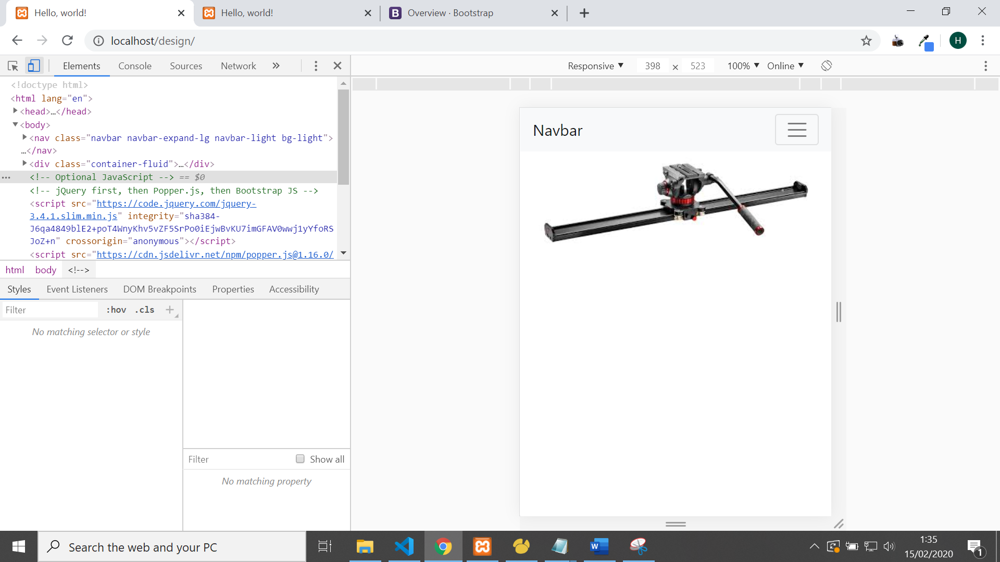 Hello, world!
Hello, world!
Overview · Bootstrap
localhost/design/
H
Elements
Console
Sources
Network
Responsive ▼
398 × 523
100% ▼
Online ▼
<!doctype html>
<html lang="en">
<head>…</head>
<body>
<nav class="navbar navbar-expand-lg navbar-light bg-light">
…</nav>
<div class="container-fluid">…</div>
<!-- Optional JavaScript --> == $0
<!-- jQuery first, then Popper.js, then Bootstrap JS -->
<script src="https://code.jquery.com/jquery-
3.4.1.slim.min.js" integrity="sha384-
J6qa4849blE2+poT4WnyKhv5vZF5SrPo0iEjwBvKU7imGFAV0wwj1yYfoRS
JoZ+n" crossorigin="anonymous"></script>
<script src="https://cdn.jsdelivr.net/npm/popper.js@1.16.0/
html body <!-->
Styles
Event Listeners
DOM Breakpoints
Properties
Accessibility
Filter
:hov .cls
No matching selector or style
Filter
Show all
No matching property
Navbar
Search the web and your PC
1:35
15/02/2020
1